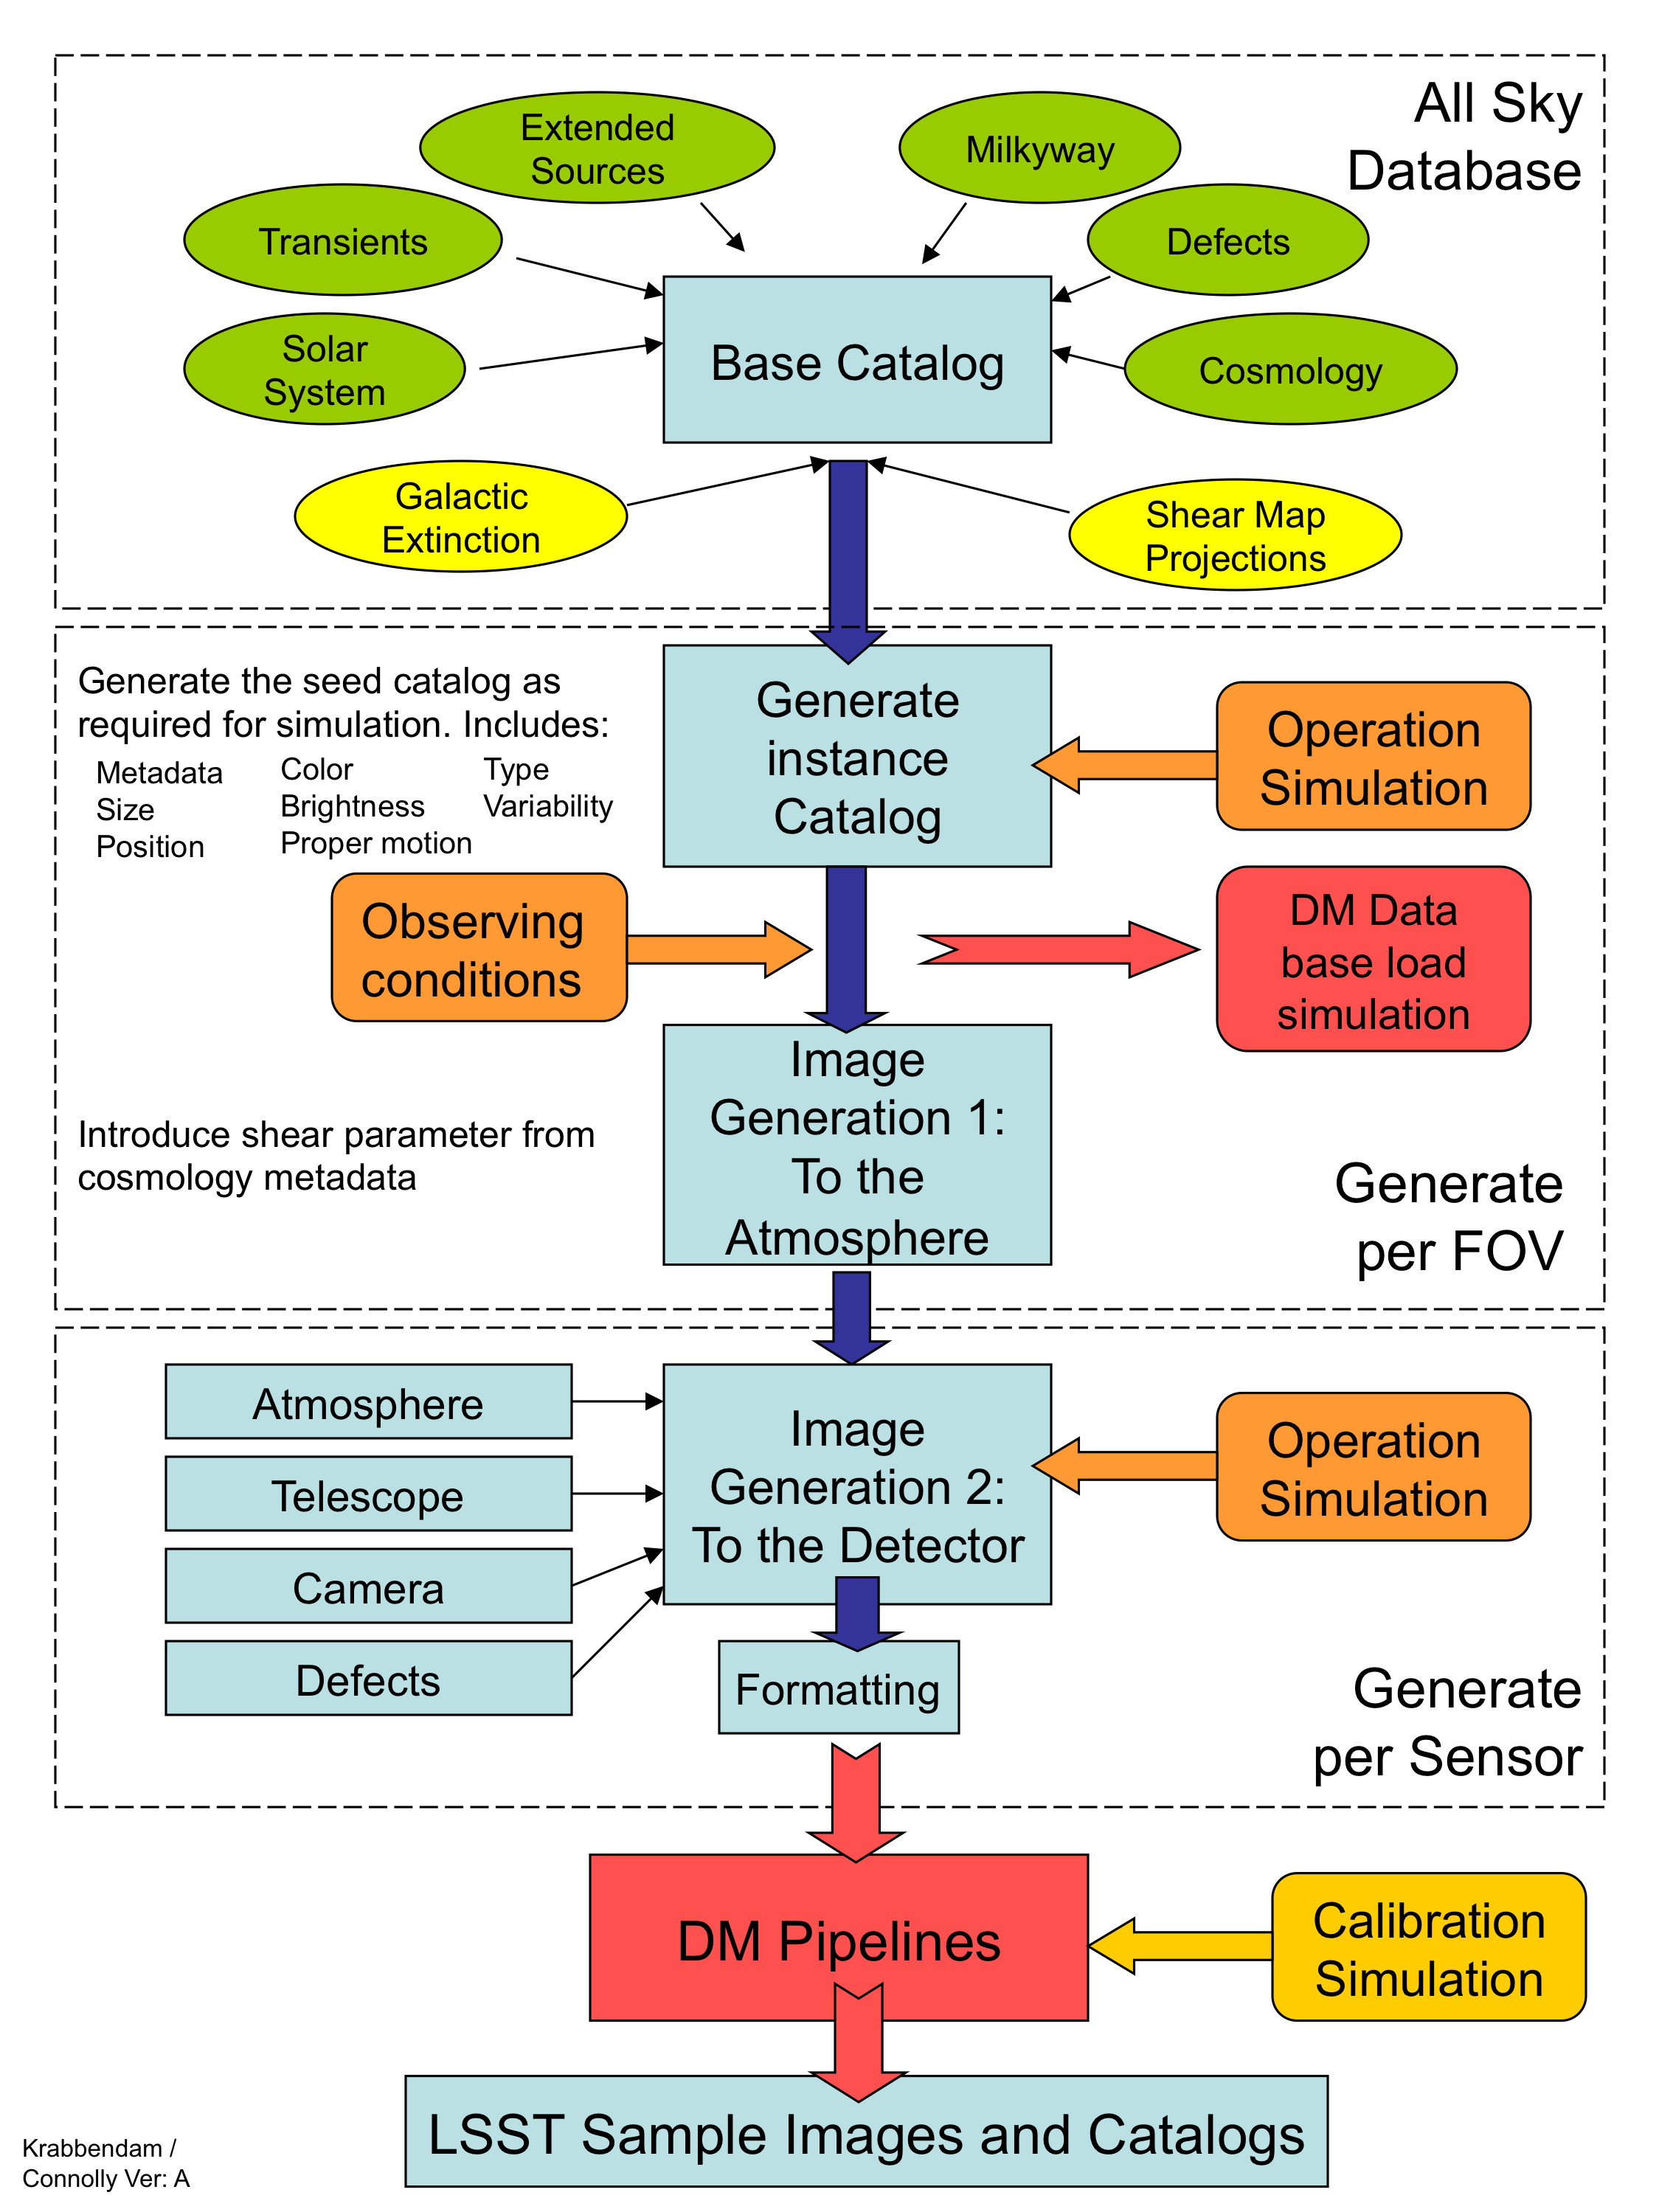 All Sky
Database
Extended
Sources
Milkyway
Transients
Defects
Solar
System
Base Catalog
Cosmology
Galactic
Extinction
Shear Map
Projections
Generate the seed catalog as
required for simulation. Includes:
Metadata
Size
Position
Color
Brightness
Proper motion
Type
Variability
Generate
instance
Catalog
Operation
Simulation
Observing
conditions
DM Data
base load
simulation
Image
Generation 1:
To the
Atmosphere
Introduce shear parameter from
cosmology metadata
Generate
per FOV
Atmosphere
Telescope
Camera
Defects
Image
Generation 2:
To the Detector
Operation
Simulation
Formatting
Generate
per Sensor
DM Pipelines
Calibration
Simulation
LSST Sample Images and Catalogs
Krabbendam /
Connolly Ver: A